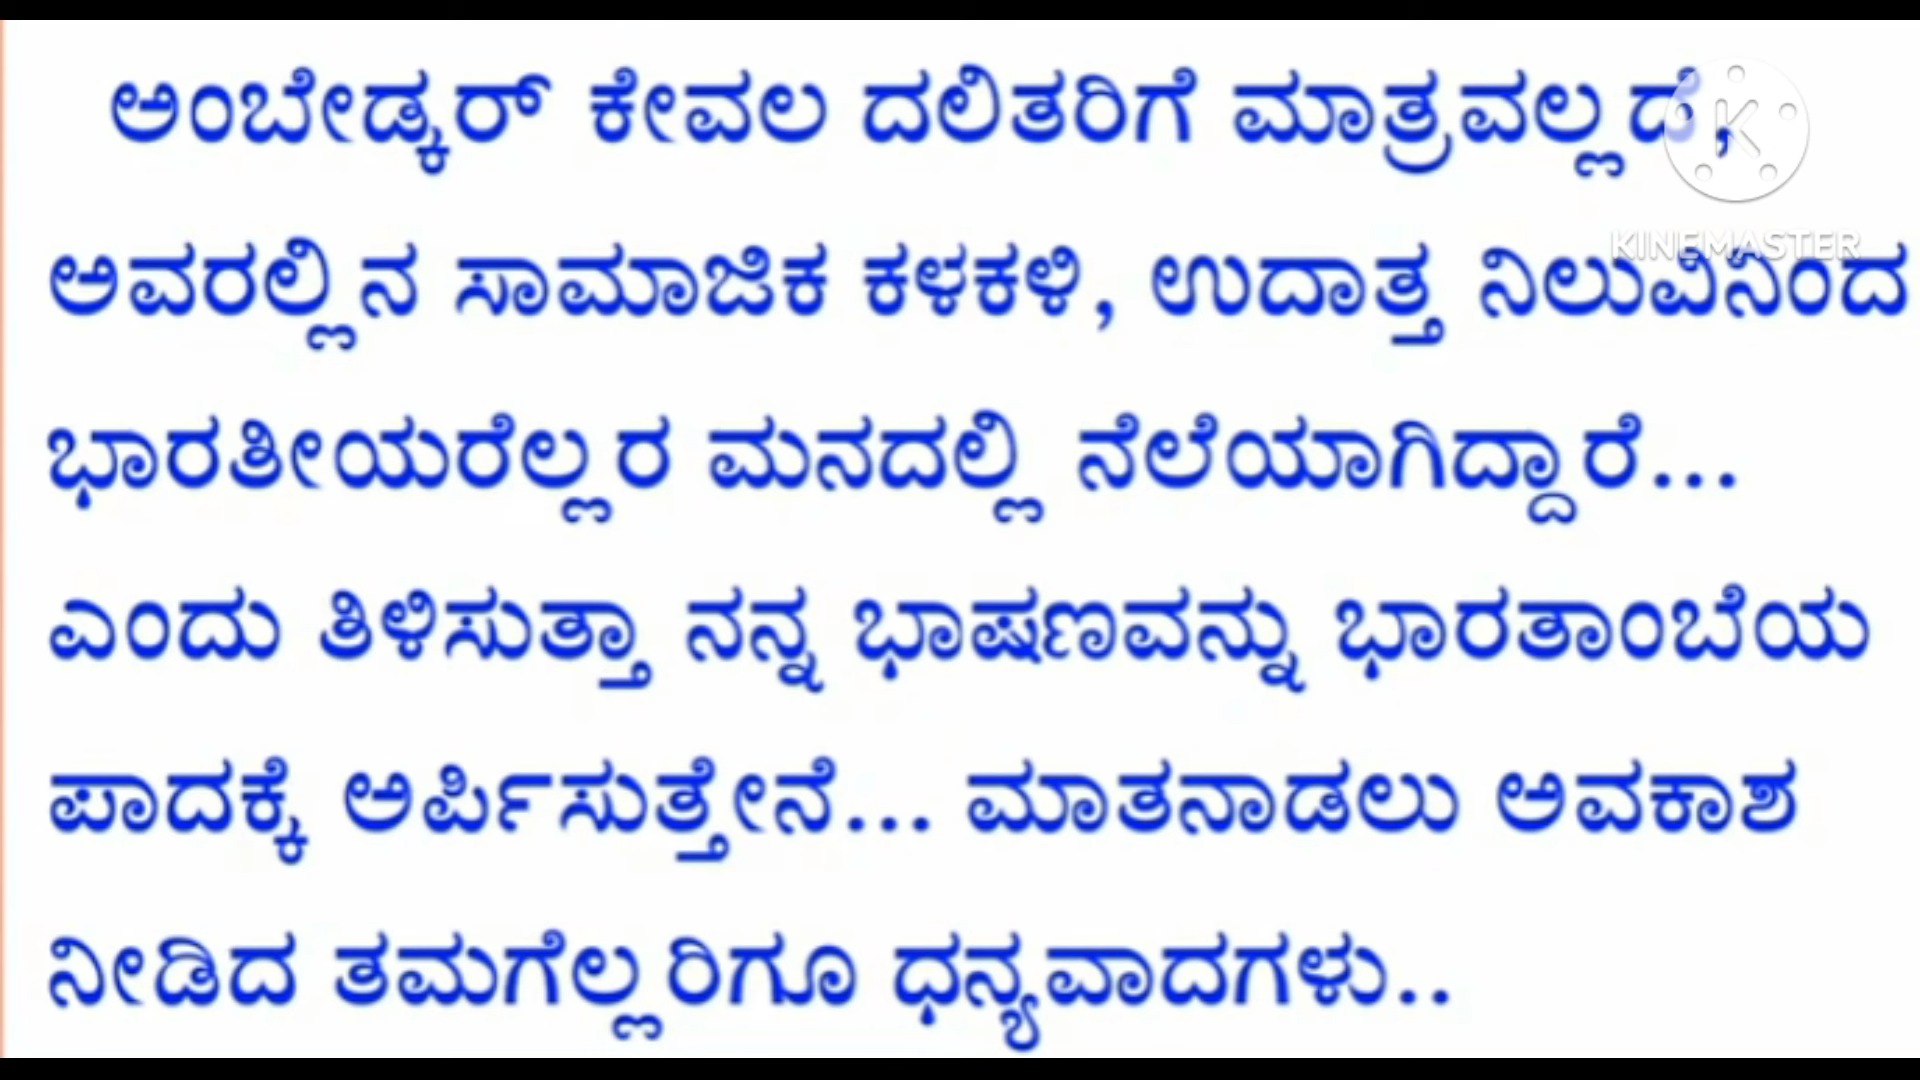 ಅಂಬೇಡ್ಕರ್ ಕೇವಲ ದಲಿತರಿಗೆ ಮಾತ್ರವಲ್ಲದೆ,
KINEMASTER
ಅವರಲ್ಲಿನ ಸಾಮಾಜಿಕ ಕಳಕಳಿ, ಉದಾತ್ತ ನಿಲುವಿನಿಂದ
ಭಾರತೀಯರೆಲ್ಲರ ಮನದಲ್ಲಿ ನೆಲೆಯಾಗಿದ್ದಾರೆ...
ಎಂದು ತಿಳಿಸುತ್ತಾ ನನ್ನ ಭಾಷಣವನ್ನು ಭಾರತಾಂಬೆಯ
ಪಾದಕ್ಕೆ ಅರ್ಪಿಸುತ್ತೇನೆ... ಮಾತನಾಡಲು ಅವಕಾಶ
ನೀಡಿದ ತಮಗೆಲ್ಲರಿಗೂ ಧನ್ಯವಾದಗಳು..